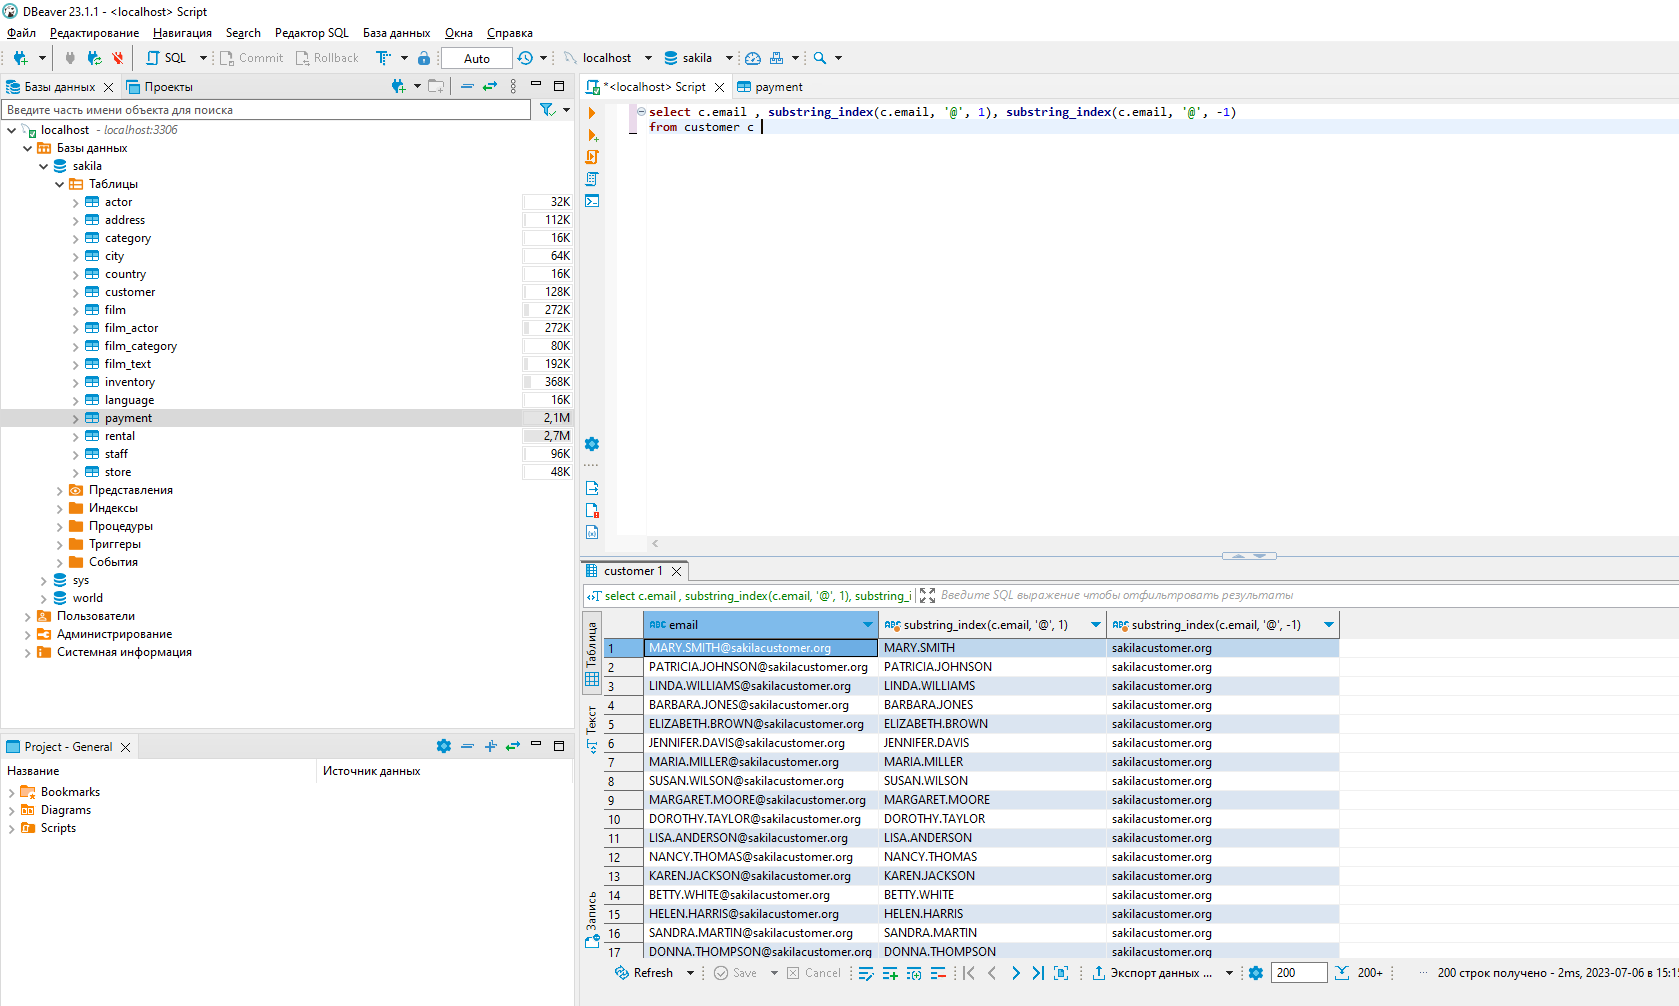 DBeaver 23.1.1 - <localhost> Script
Файл Редактирование Навигация Search Редактор SQL База данных Окна Справка
SQL Commit Rollback Auto localhost sakila
Базы данных Проекты
Введите часть имени объекта для поиска
localhost - localhost:3306
Базы данных
sakila
Таблицы
actor 32K
address 112K
category 16K
city 64K
country 16K
customer 128K
film 272K
film_actor 272K
film_category 80K
film_text 192K
inventory 368K
language 16K
payment 2,1M
rental 2,7M
staff 96K
store 48K
Представления
Индексы
Процедуры
Триггеры
События
sys
world
Пользователи
Администрирование
Системная информация
Project - General
Название Источник данных
Bookmarks
Diagrams
Scripts
*<localhost> Script payment
select c.email , substring_index(c.email, '@', 1), substring_index(c.email, '@', -1)
from customer c
customer 1
select c.email , substring_index(c.email, '@', 1), substring_i Введите SQL выражение чтобы отфильтровать результаты
Таблица
Текст
Запись
ABC email ABC substring_index(c.email, '@', 1) ABC substring_index(c.email, '@', -1)
1 MARY.SMITH@sakilacustomer.org MARY.SMITH sakilacustomer.org
2 PATRICIA.JOHNSON@sakilacustomer.org PATRICIA.JOHNSON sakilacustomer.org
3 LINDA.WILLIAMS@sakilacustomer.org LINDA.WILLIAMS sakilacustomer.org
4 BARBARA.JONES@sakilacustomer.org BARBARA.JONES sakilacustomer.org
5 ELIZABETH.BROWN@sakilacustomer.org ELIZABETH.BROWN sakilacustomer.org
6 JENNIFER.DAVIS@sakilacustomer.org JENNIFER.DAVIS sakilacustomer.org
7 MARIA.MILLER@sakilacustomer.org MARIA.MILLER sakilacustomer.org
8 SUSAN.WILSON@sakilacustomer.org SUSAN.WILSON sakilacustomer.org
9 MARGARET.MOORE@sakilacustomer.org MARGARET.MOORE sakilacustomer.org
10 DOROTHY.TAYLOR@sakilacustomer.org DOROTHY.TAYLOR sakilacustomer.org
11 LISA.ANDERSON@sakilacustomer.org LISA.ANDERSON sakilacustomer.org
12 NANCY.THOMAS@sakilacustomer.org NANCY.THOMAS sakilacustomer.org
13 KAREN.JACKSON@sakilacustomer.org KAREN.JACKSON sakilacustomer.org
14 BETTY.WHITE@sakilacustomer.org BETTY.WHITE sakilacustomer.org
15 HELEN.HARRIS@sakilacustomer.org HELEN.HARRIS sakilacustomer.org
16 SANDRA.MARTIN@sakilacustomer.org SANDRA.MARTIN sakilacustomer.org
17 DONNA.THOMPSON@sakilacustomer.org DONNA.THOMPSON sakilacustomer.org
Refresh Save Cancel Экспорт данных ... 200 200+ ... 200 строк получено - 2ms, 2023-07-06 в 15:1